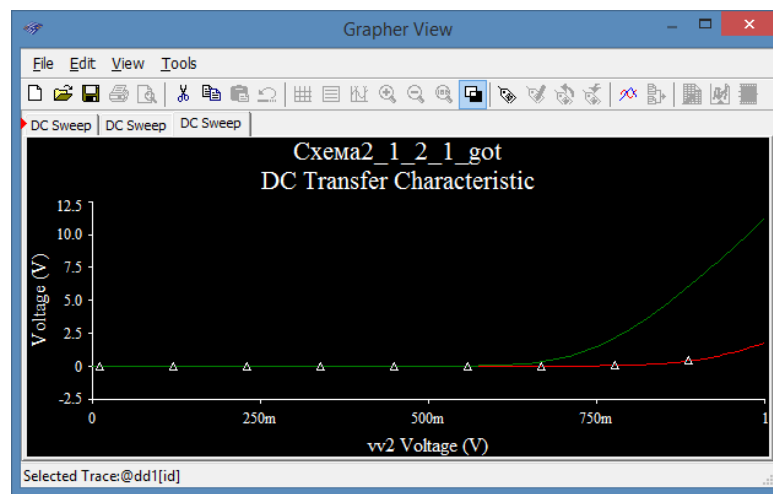 Grapher View
File Edit View Tools
DC Sweep DC Sweep DC Sweep
Схема2_1_2_1_got
DC Transfer Characteristic
12.5
10.0
7.5
5.0
2.5
0
-2.5
Voltage (V)
0 250m 500m 750m 1
vv2 Voltage (V)
Selected Trace:@dd1[id]